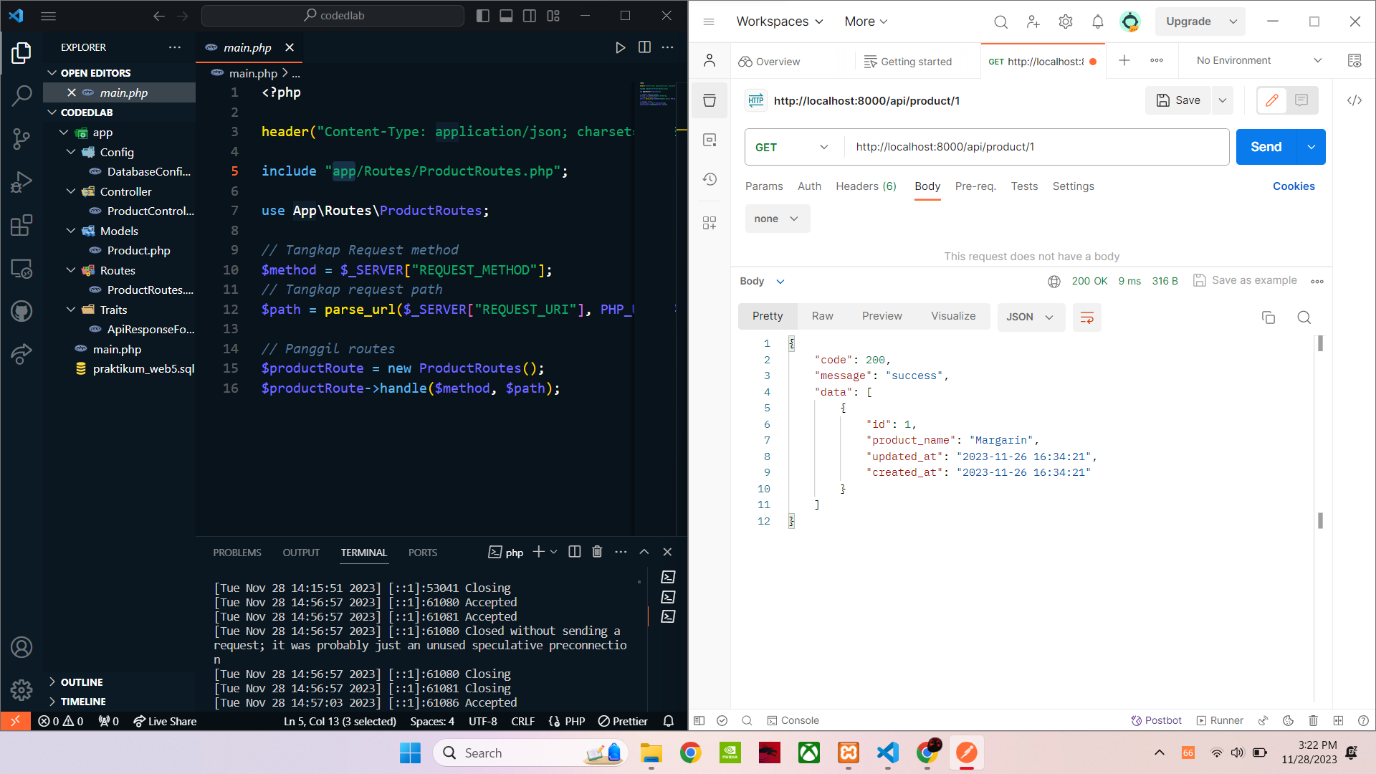 codedlab
EXPLORER
OPEN EDITORS
main.php
CODEDLAB
app
Config
DatabaseConfi...
Controller
ProductControl...
Models
Product.php
Routes
ProductRoutes....
Traits
ApiResponseFo...
main.php
praktikum_web5.sql
OUTLINE
TIMELINE
main.php
main.php > ...
1 <?php
2
3 header("Content-Type: application/json; charset=
4
5 include "app/Routes/ProductRoutes.php";
6
7 use App\Routes\ProductRoutes;
8
9 // Tangkap Request method
10 $method = $_SERVER["REQUEST_METHOD"];
11 // Tangkap request path
12 $path = parse_url($_SERVER["REQUEST_URI"], PHP_U
13
14 // Panggil routes
15 $productRoute = new ProductRoutes();
16 $productRoute->handle($method, $path);
PROBLEMS OUTPUT TERMINAL PORTS php
[Tue Nov 28 14:15:51 2023] [::1]:53041 Closing
[Tue Nov 28 14:56:57 2023] [::1]:61080 Accepted
[Tue Nov 28 14:56:57 2023] [::1]:61081 Accepted
[Tue Nov 28 14:56:57 2023] [::1]:61080 Closed without sending a
request; it was probably just an unused speculative preconnectio
n
[Tue Nov 28 14:56:57 2023] [::1]:61080 Closing
[Tue Nov 28 14:56:57 2023] [::1]:61081 Closing
[Tue Nov 28 14:57:03 2023] [::1]:61086 Accepted
0 0 0 Live Share Ln 5, Col 13 (3 selected) Spaces: 4 UTF-8 CRLF PHP Prettier
Workspaces More Upgrade
Overview Getting started GET http://localhost:8 No Environment
HTTP http://localhost:8000/api/product/1 Save
GET http://localhost:8000/api/product/1 Send
Params Auth Headers (6) Body Pre-req. Tests Settings Cookies
none
This request does not have a body
Body 200 OK 9 ms 316 B Save as example
Pretty Raw Preview Visualize JSON
1 {
2 "code": 200,
3 "message": "success",
4 "data": [
5 {
6 "id": 1,
7 "product_name": "Margarin",
8 "updated_at": "2023-11-26 16:34:21",
9 "created_at": "2023-11-26 16:34:21"
10 }
11 ]
12 }
Console Postbot Runner
Search 66 3:22 PM
11/28/2023